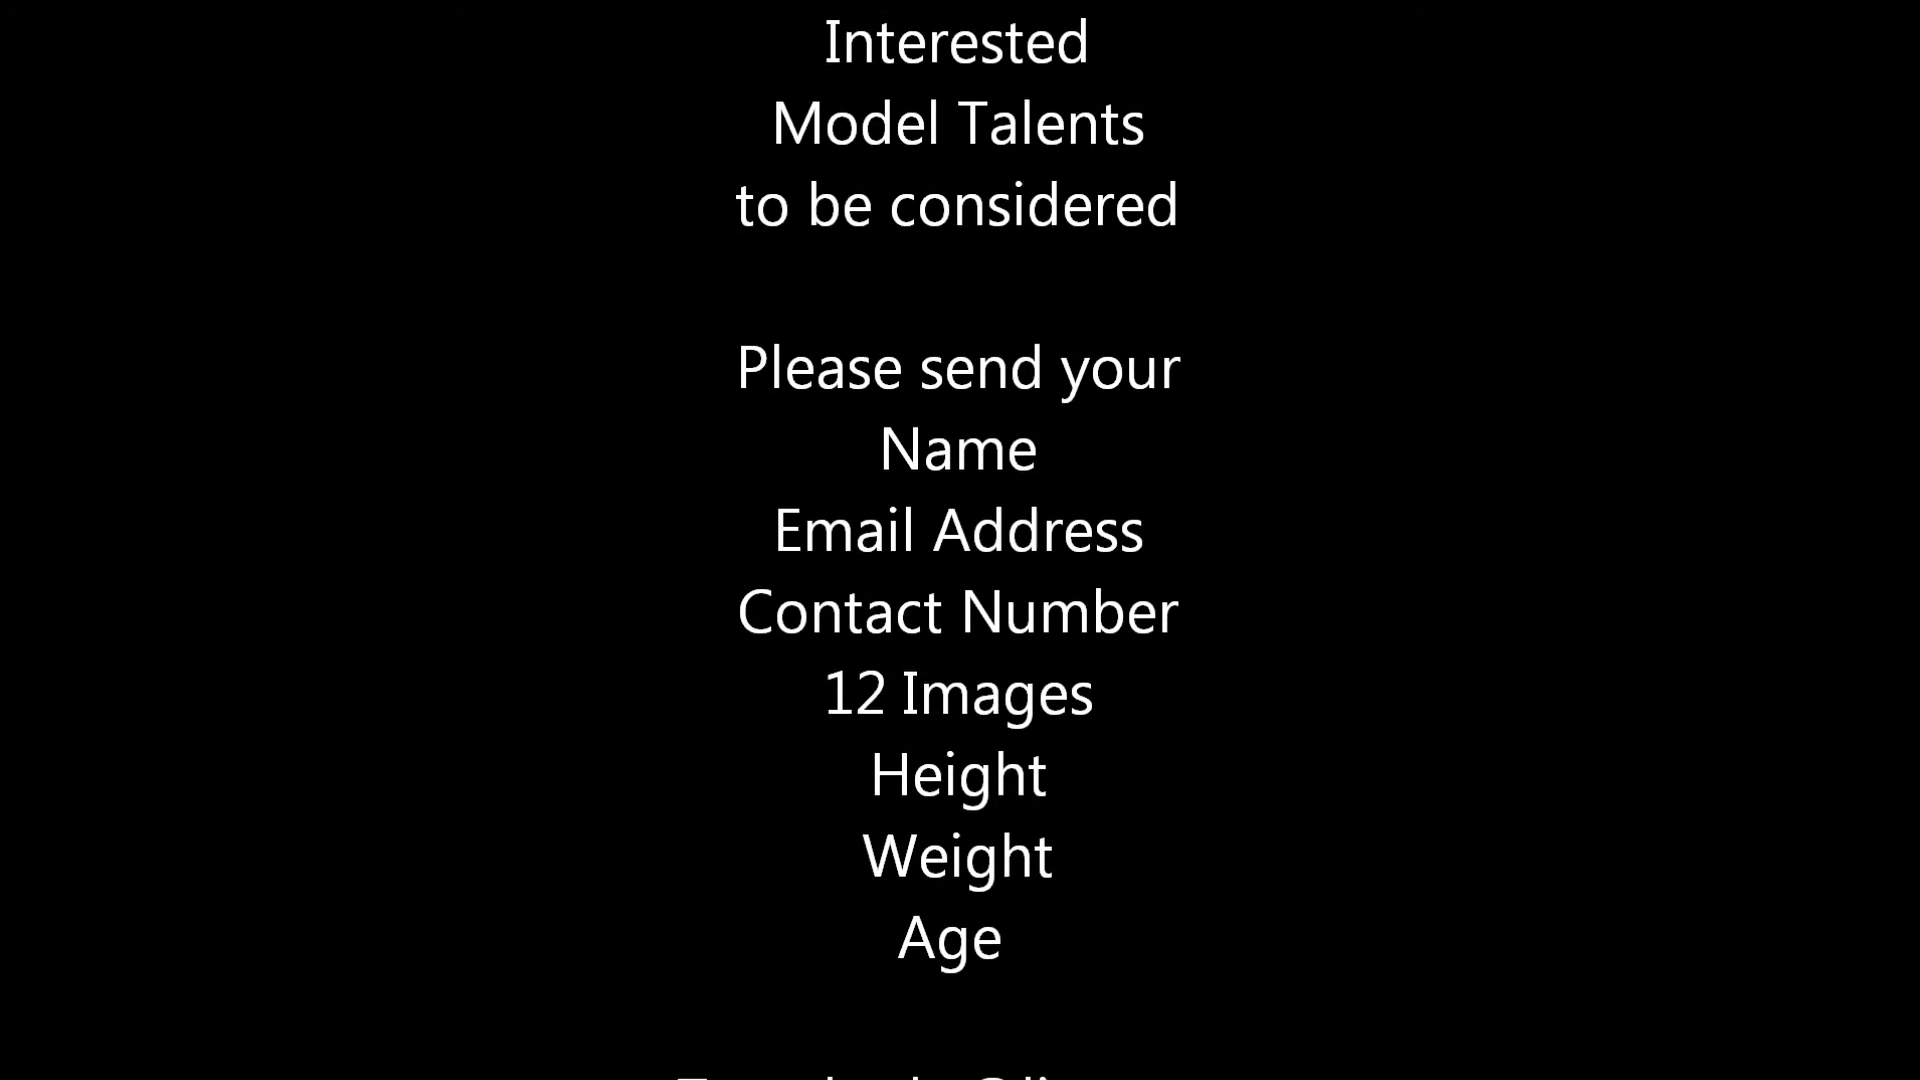 Interested
Model Talents
to be considered
Please send your
Name
Email Address
Contact Number
12 Images
Height
Weight
Age